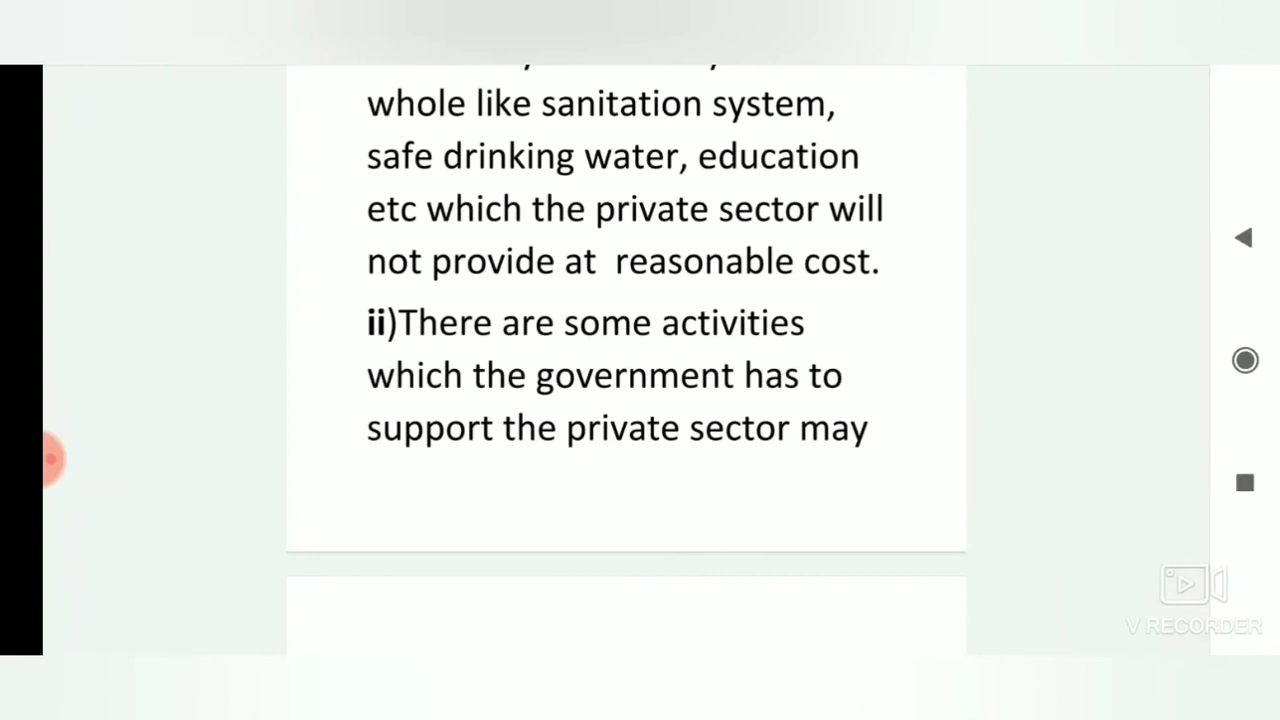 whole like sanitation system,
safe drinking water, education
etc which the private sector will
not provide at  reasonable cost.
ii)There are some activities
which the government has to
support the private sector may
V RECORDER